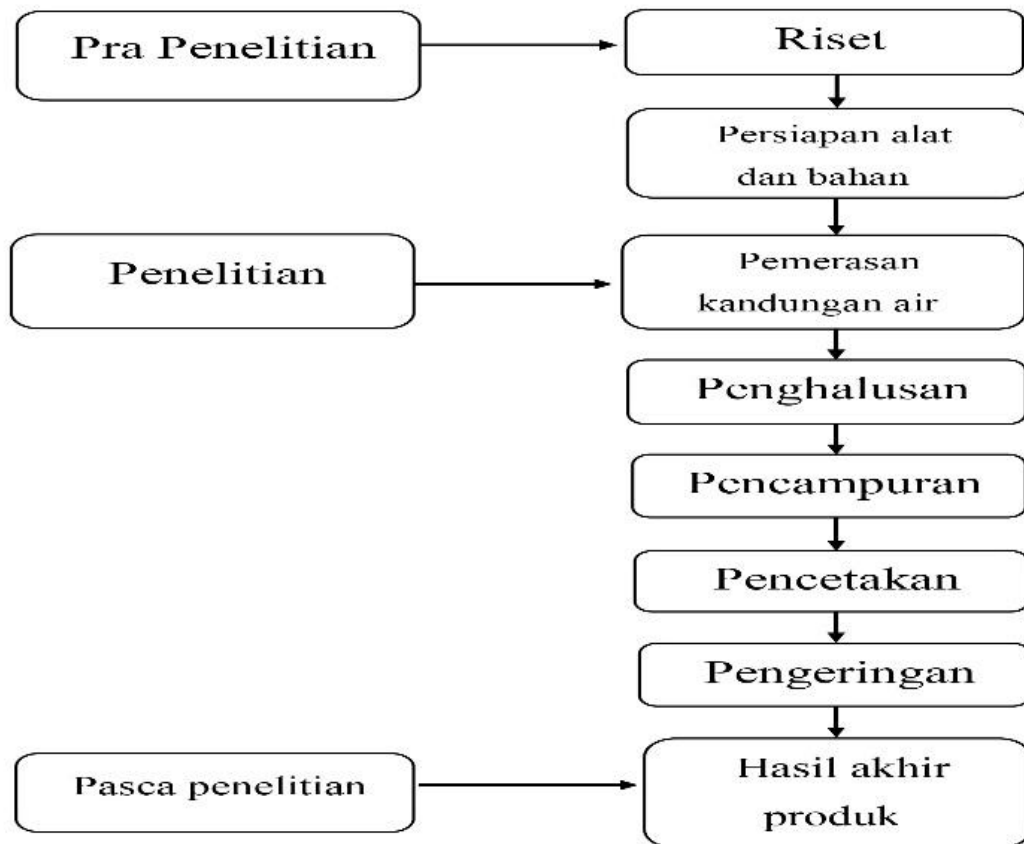 Pra Penelitian
Riset
Persiapan alat
dan bahan
Penelitian
Pemerasan
kandungan air
Penghalusan
Pencampuran
Pencetakan
Pengeringan
Pasca penelitian
Hasil akhir
produk